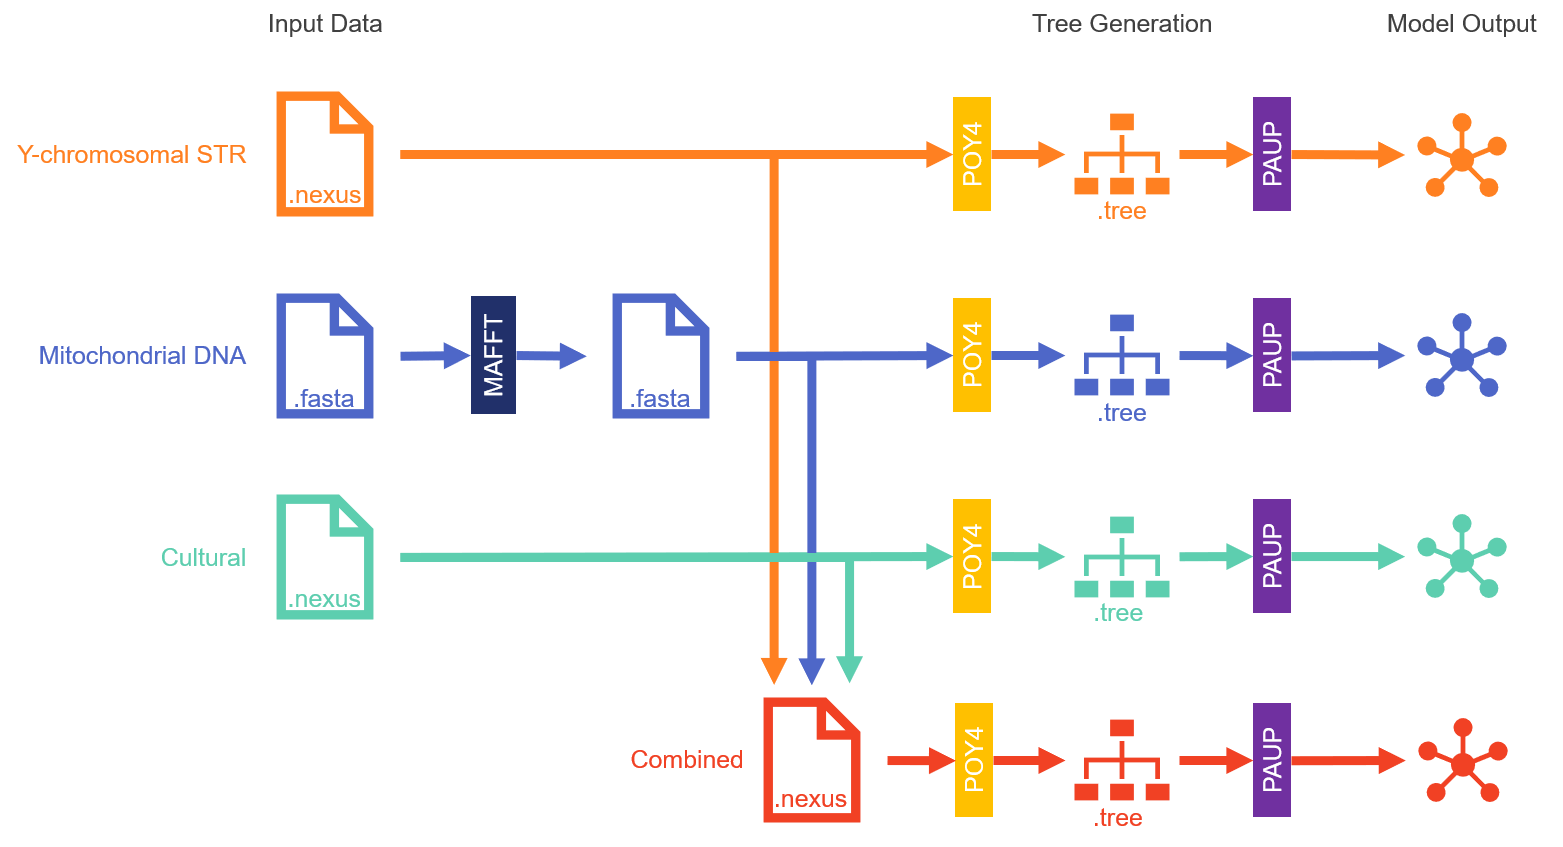 Input Data
Tree Generation
Model Output
Y-chromosomal STR
.nexus
POY4
.tree
PAUP
Mitochondrial DNA
.fasta
MAFFT
.fasta
POY4
.tree
PAUP
Cultural
.nexus
POY4
.tree
PAUP
Combined
.nexus
POY4
.tree
PAUP